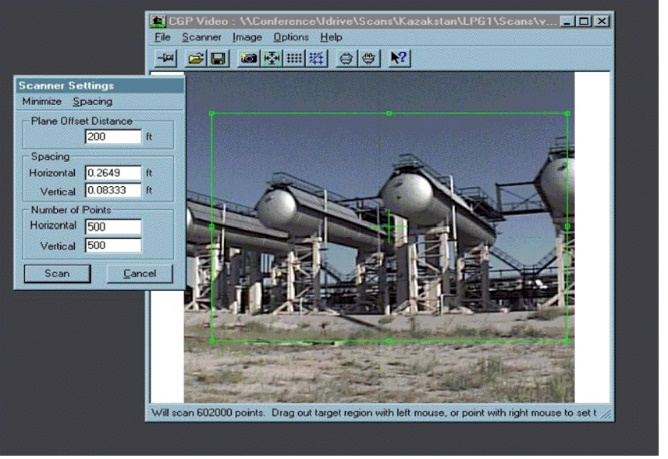 CGP Video : \\Conference\Idrive\Scans\Kazakstan\LPG1\Scans\v...
File Scanner Image Options Help
Scanner Settings
Minimize Spacing
Plane Offset Distance
200 ft
Spacing
Horizontal 0.2649 ft
Vertical 0.08333 ft
Number of Points
Horizontal 500
Vertical 500
Scan Cancel
Will scan 602000 points. Drag out target region with left mouse, or point with right mouse to set t